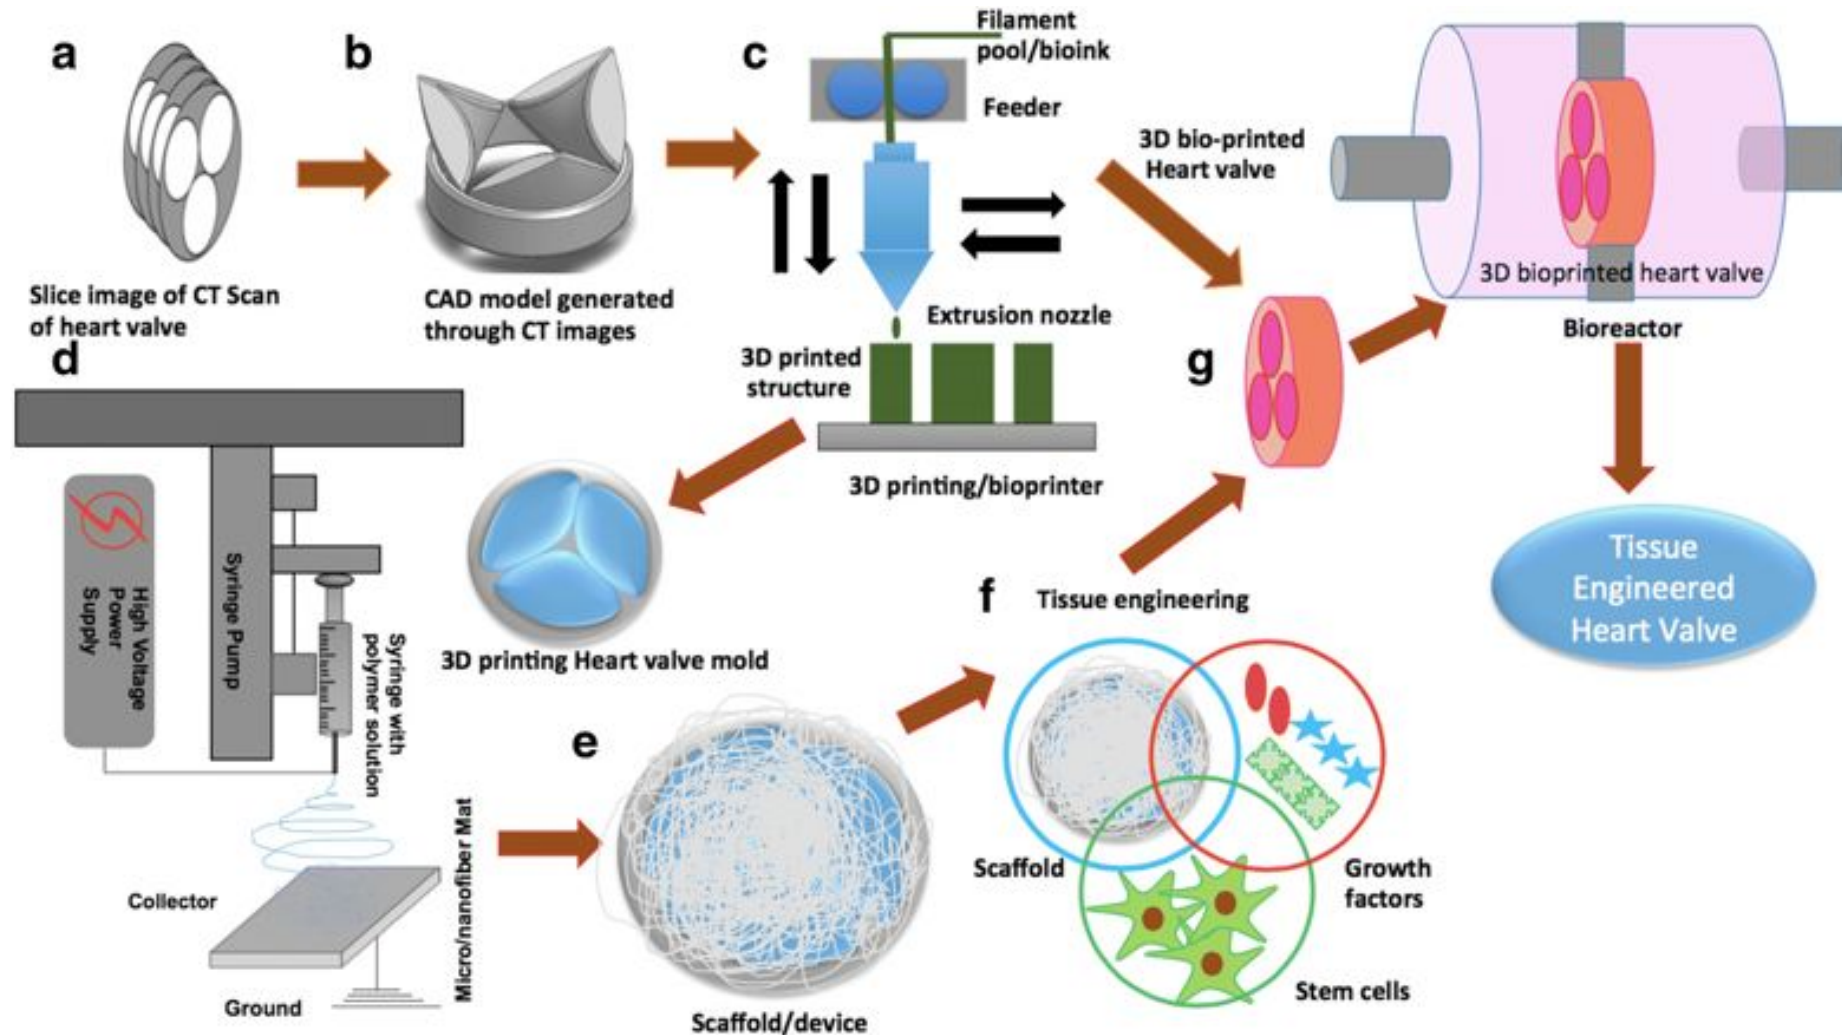 a
Slice image of CT Scan
of heart valve
b
CAD model generated
through CT images
c
Filament
pool/bioink
Feeder
Extrusion nozzle
3D printed
structure
3D printing/bioprinter
3D bio-printed
Heart valve
3D bioprinted heart valve
Bioreactor
d
High Voltage
Power
Supply
Syringe Pump
Syringe with
polymer solution
Collector
Ground
Micro/nanofiber Mat
3D printing Heart valve mold
e
Scaffold/device
f
Tissue engineering
Scaffold
Growth
factors
Stem cells
g
Tissue
Engineered
Heart Valve